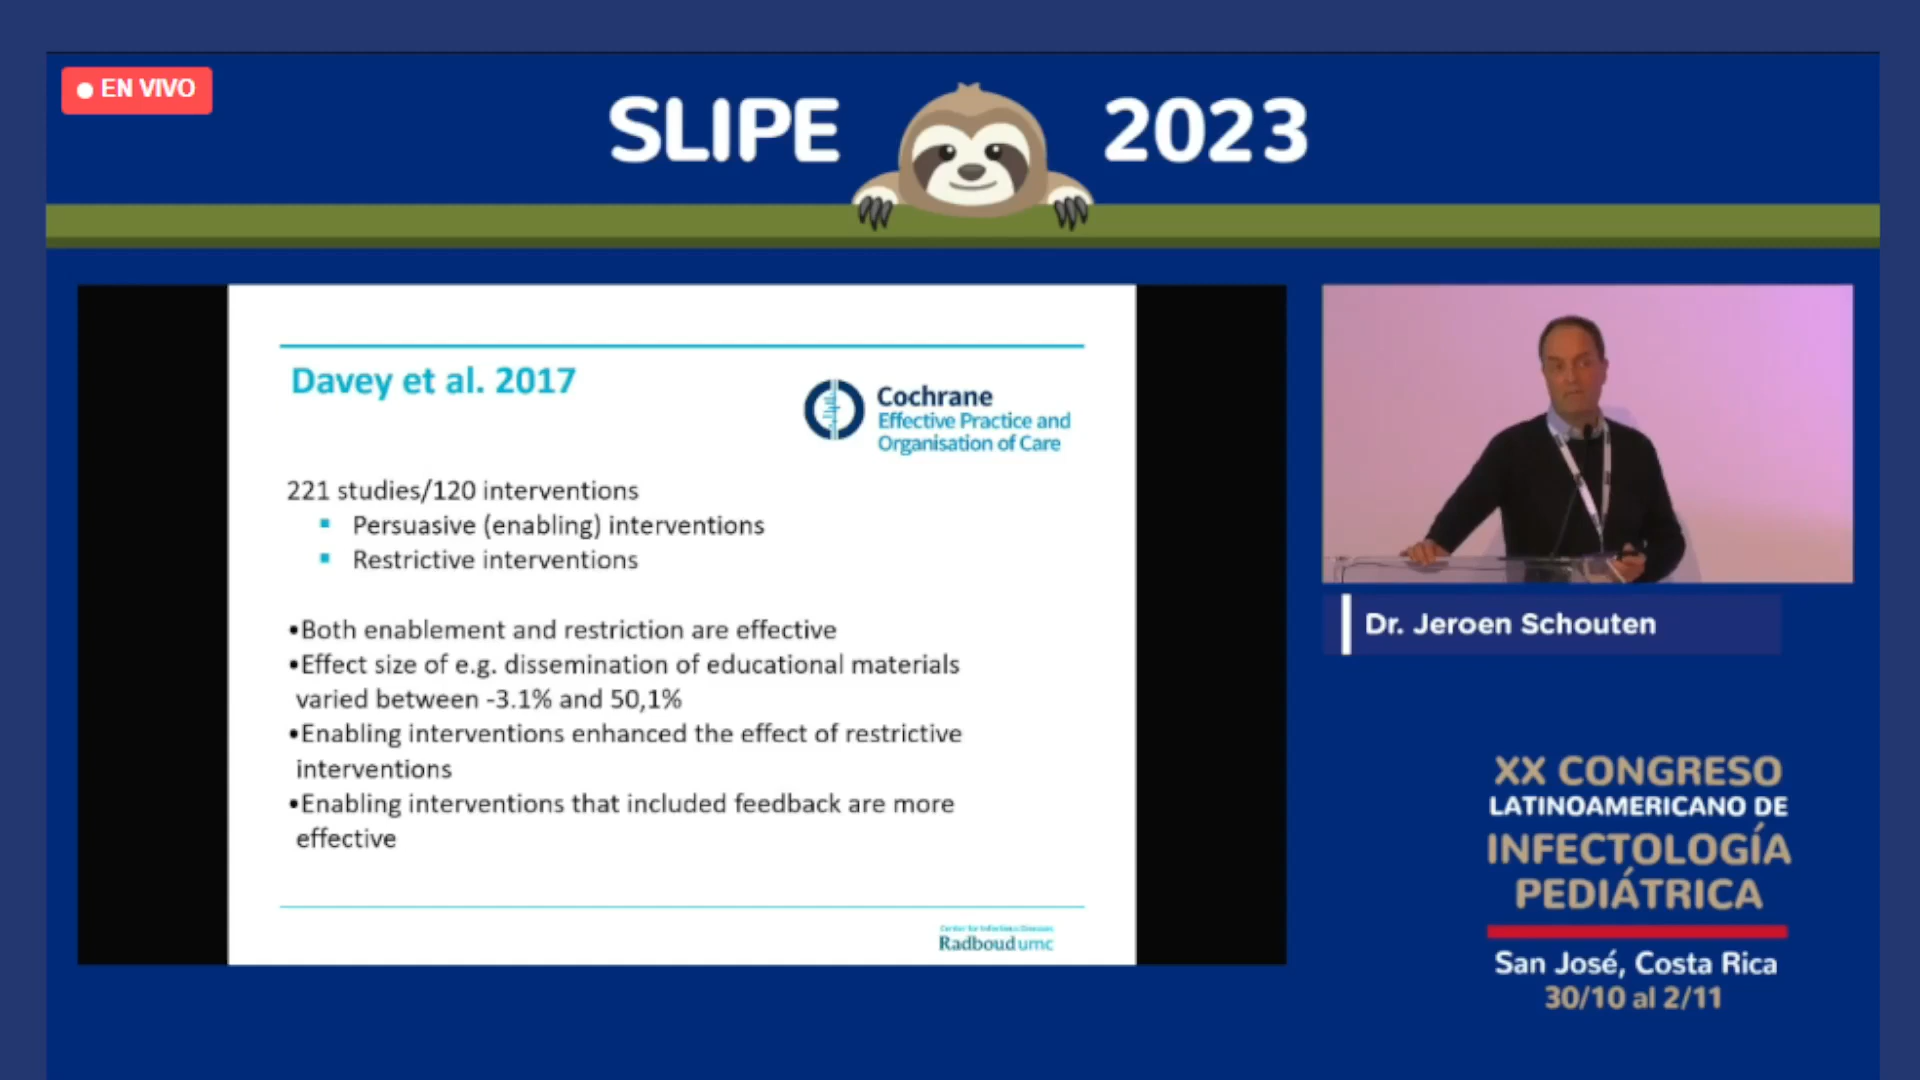 EN VIVO
SLIPE 2023
Davey et al. 2017
Cochrane
Effective Practice and
Organisation of Care
221 studies/120 interventions
▪ Persuasive (enabling) interventions
▪ Restrictive interventions
•Both enablement and restriction are effective
•Effect size of e.g. dissemination of educational materials
varied between -3.1% and 50,1%
•Enabling interventions enhanced the effect of restrictive
interventions
•Enabling interventions that included feedback are more
effective
Center for Infectious Diseases
Radboudumc
Dr. Jeroen Schouten
XX CONGRESO
LATINOAMERICANO DE
INFECTOLOGÍA
PEDIÁTRICA
San José, Costa Rica
30/10 al 2/11